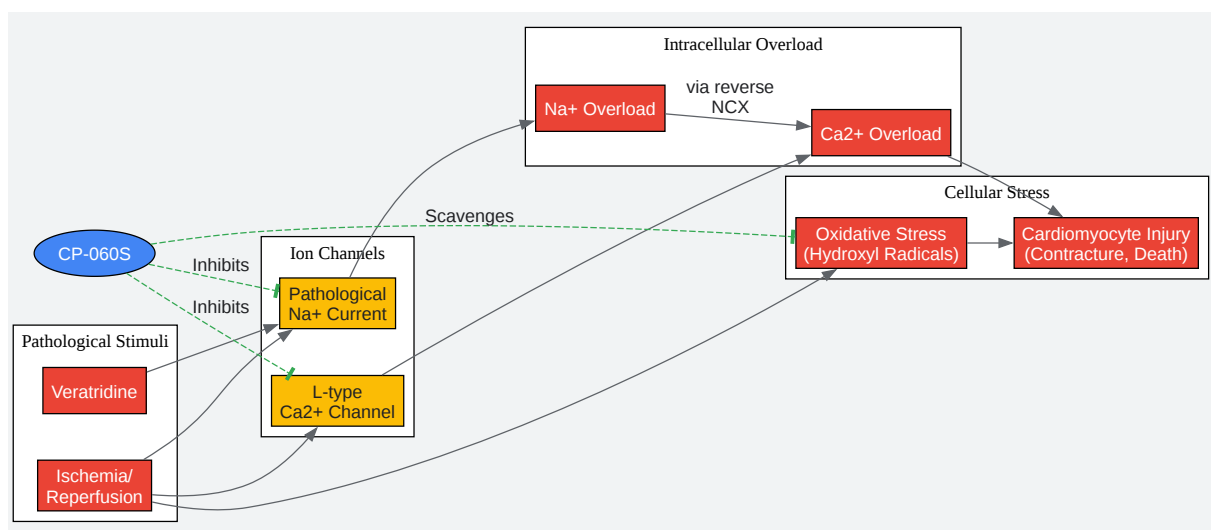 Intracellular Overload
Na+ Overload
via reverse
NCX
Ca2+ Overload
Cellular Stress
Scavenges
Oxidative Stress
(Hydroxyl Radicals)
Cardiomyocyte Injury
(Contracture, Death)
CP-060S
Ion Channels
Inhibits
Pathological
Na+ Current
Inhibits
Pathological Stimuli
Veratridine
L-type
Ca2+ Channel
Ischemia/
Reperfusion